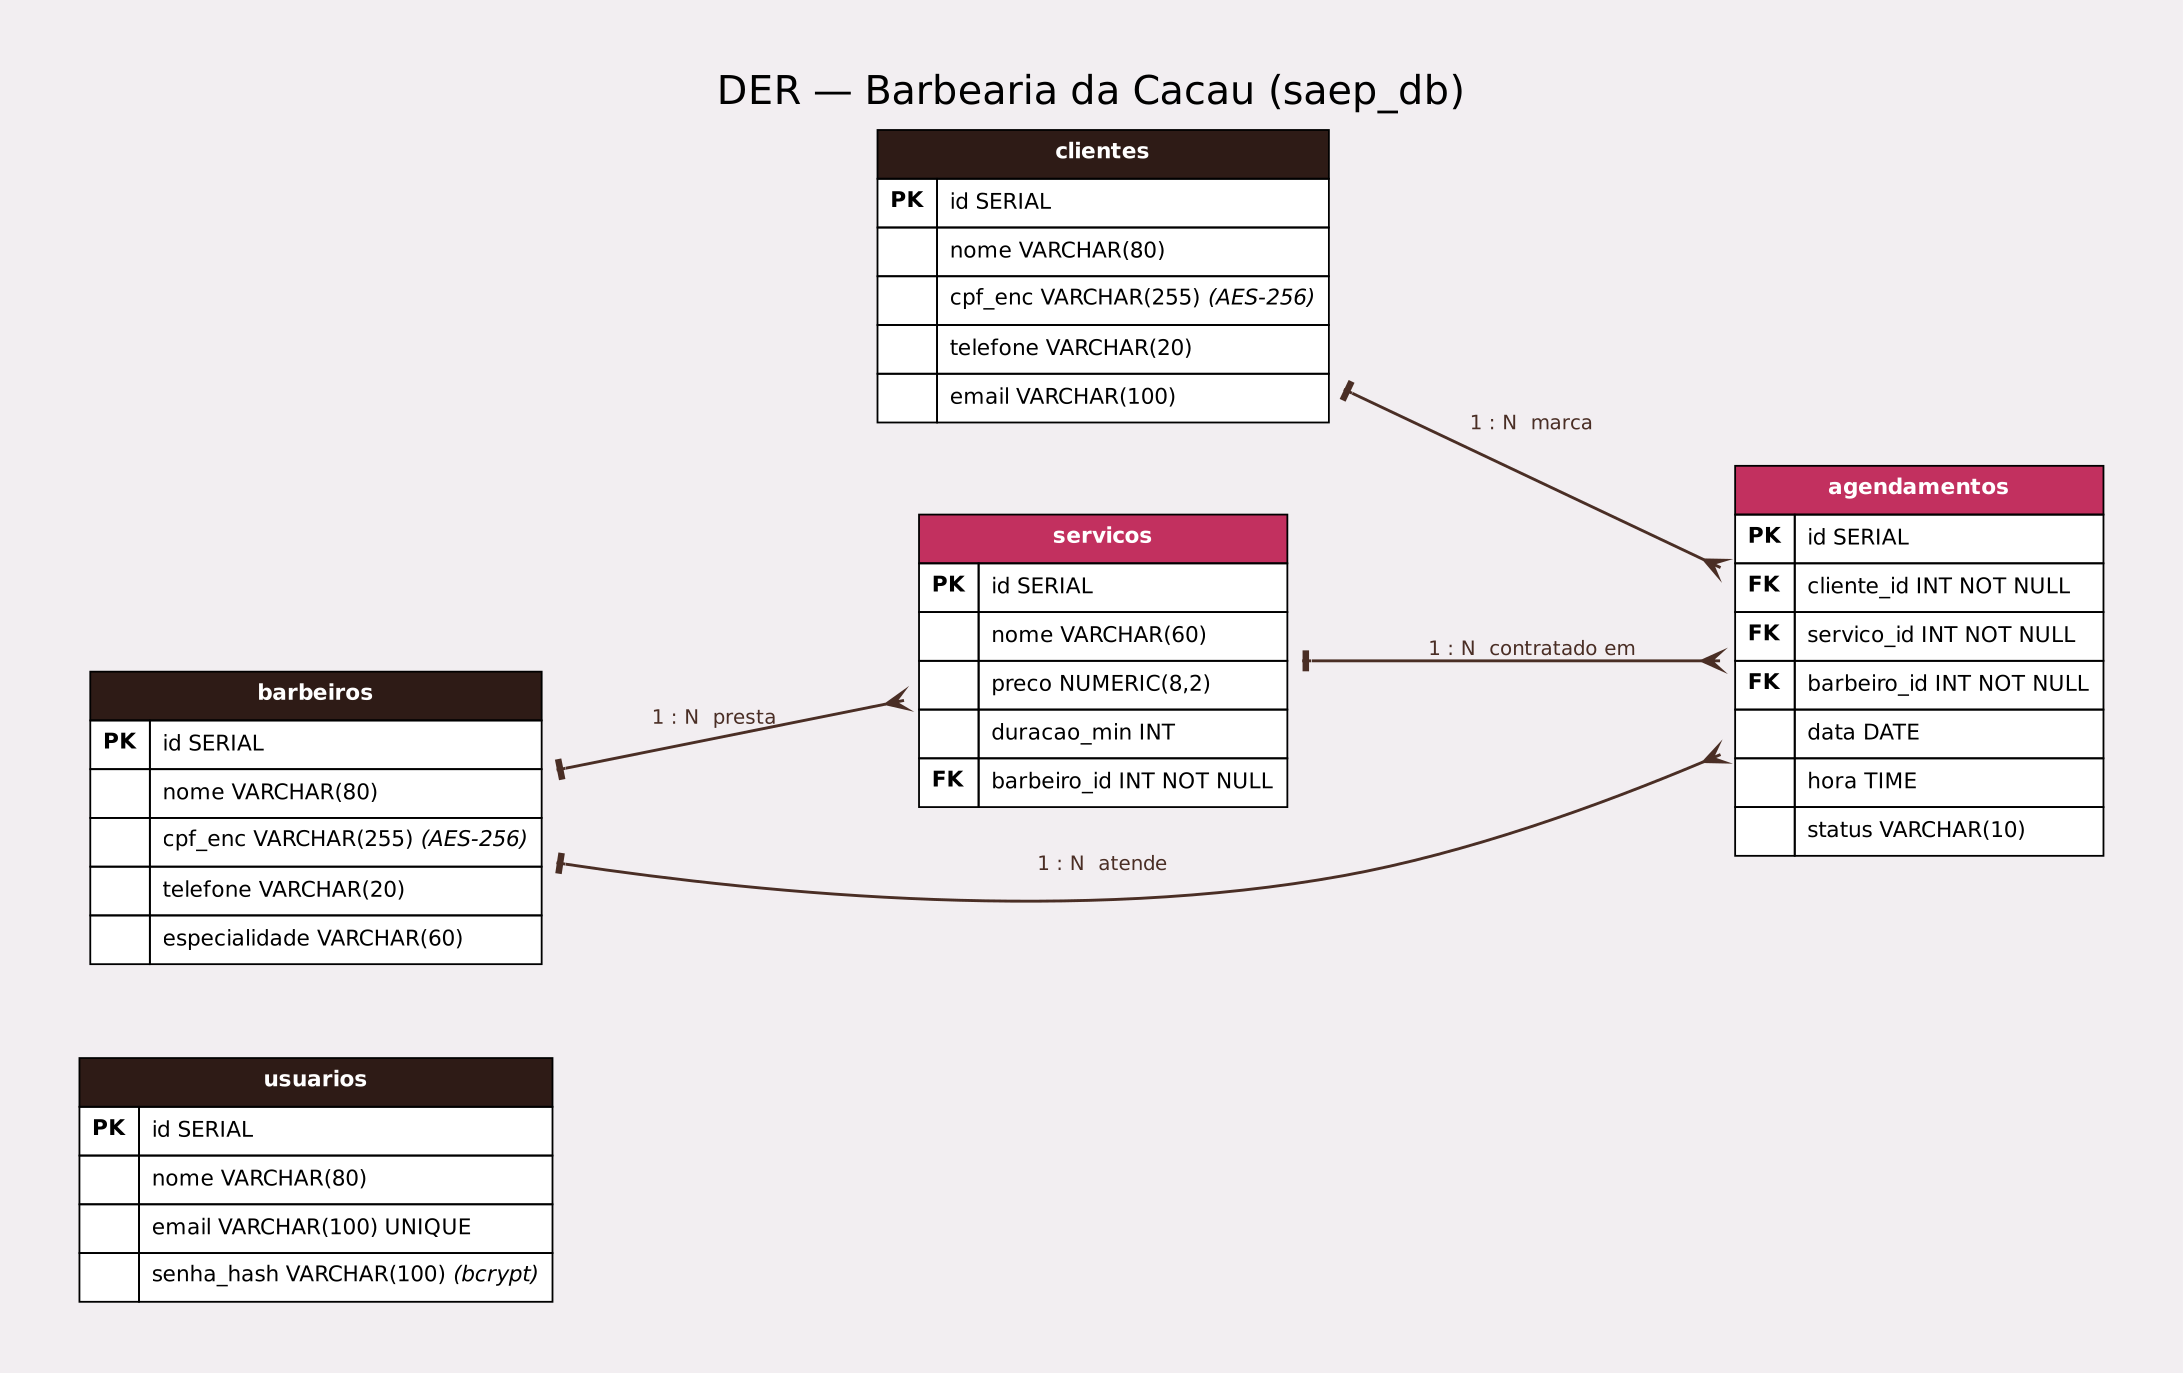 DER — Barbearia da Cacau (saep_db)
clientes
PK id SERIAL
nome VARCHAR(80)
cpf_enc VARCHAR(255) (AES-256)
telefone VARCHAR(20)
email VARCHAR(100)
1 : N marca
agendamentos
PK id SERIAL
FK cliente_id INT NOT NULL
FK servico_id INT NOT NULL
FK barbeiro_id INT NOT NULL
data DATE
hora TIME
status VARCHAR(10)
servicos
PK id SERIAL
nome VARCHAR(60)
preco NUMERIC(8,2)
duracao_min INT
FK barbeiro_id INT NOT NULL
1 : N contratado em
barbeiros
PK id SERIAL
nome VARCHAR(80)
cpf_enc VARCHAR(255) (AES-256)
telefone VARCHAR(20)
especialidade VARCHAR(60)
1 : N presta
1 : N atende
usuarios
PK id SERIAL
nome VARCHAR(80)
email VARCHAR(100) UNIQUE
senha_hash VARCHAR(100) (bcrypt)